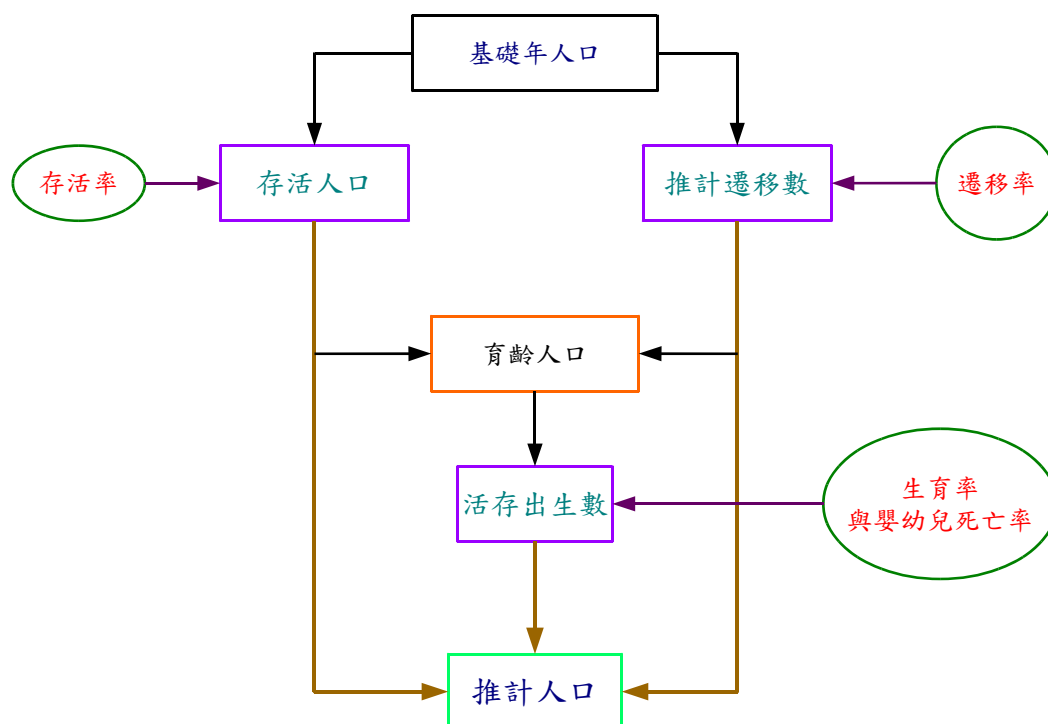 基礎年人口
存活率
存活人口
推計遷移數
遷移率
育齡人口
活存出生數
生育率
與嬰幼兒死亡率
推計人口